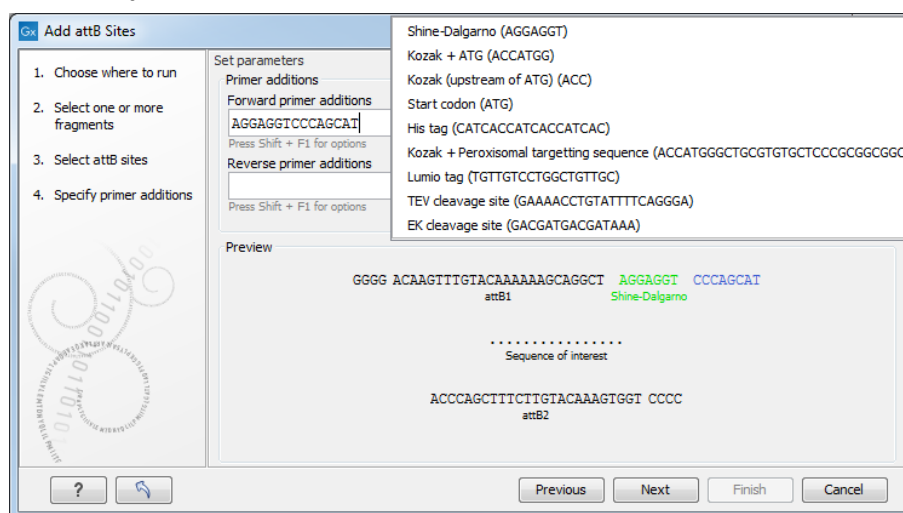 Gx Add attB Sites
1. Choose where to run
2. Select one or more
fragments
3. Select attB sites
4. Specify primer additions
Set parameters
Primer additions
Forward primer additions
AGGAGGTCCCAGCAT
Press Shift + F1 for options
Reverse primer additions
Press Shift + F1 for options
Shine-Dalgarno (AGGAGGT)
Kozak + ATG (ACCATGG)
Kozak (upstream of ATG) (ACC)
Start codon (ATG)
His tag (CATCACCATCACCATCAC)
Kozak + Peroxisomal targetting sequence (ACCATGGGCTGCGTGTGCTCCCGCGGCGGC
Lumio tag (TGTTGTCCTGGCTGTTGC)
TEV cleavage site (GAAAACCTGTATTTTCAGGGA)
EK cleavage site (GACGATGACGATAAA)
Preview
GGGG ACAAGTTTGTACAAAAAAGCAGGCT AGGAGGT CCCAGCAT
attB1 Shine-Dalgarno
................
Sequence of interest
ACCCAGCTTTCTTGTACAAAGTGGT CCCC
attB2
? Previous Next Finish Cancel